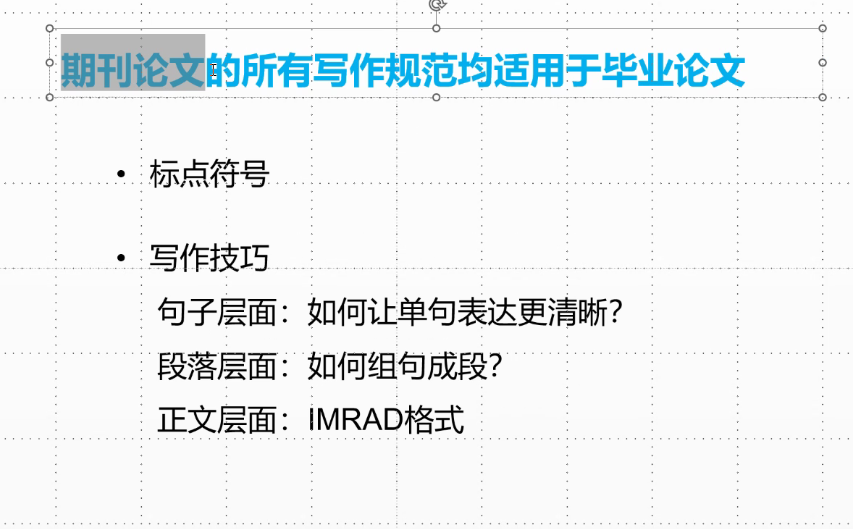 期刊论文的所有写作规范均适用于毕业论文
• 标点符号
• 写作技巧
句子层面：如何让单句表达更清晰？
段落层面：如何组句成段？
正文层面：IMRAD格式